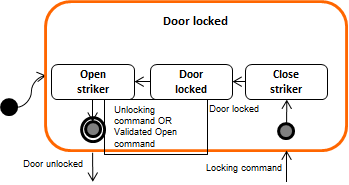 Door locked
Open
striker
Door
locked
Close
striker
Unlocking
command OR
Validated Open
command
Door locked
Door unlocked
Locking command